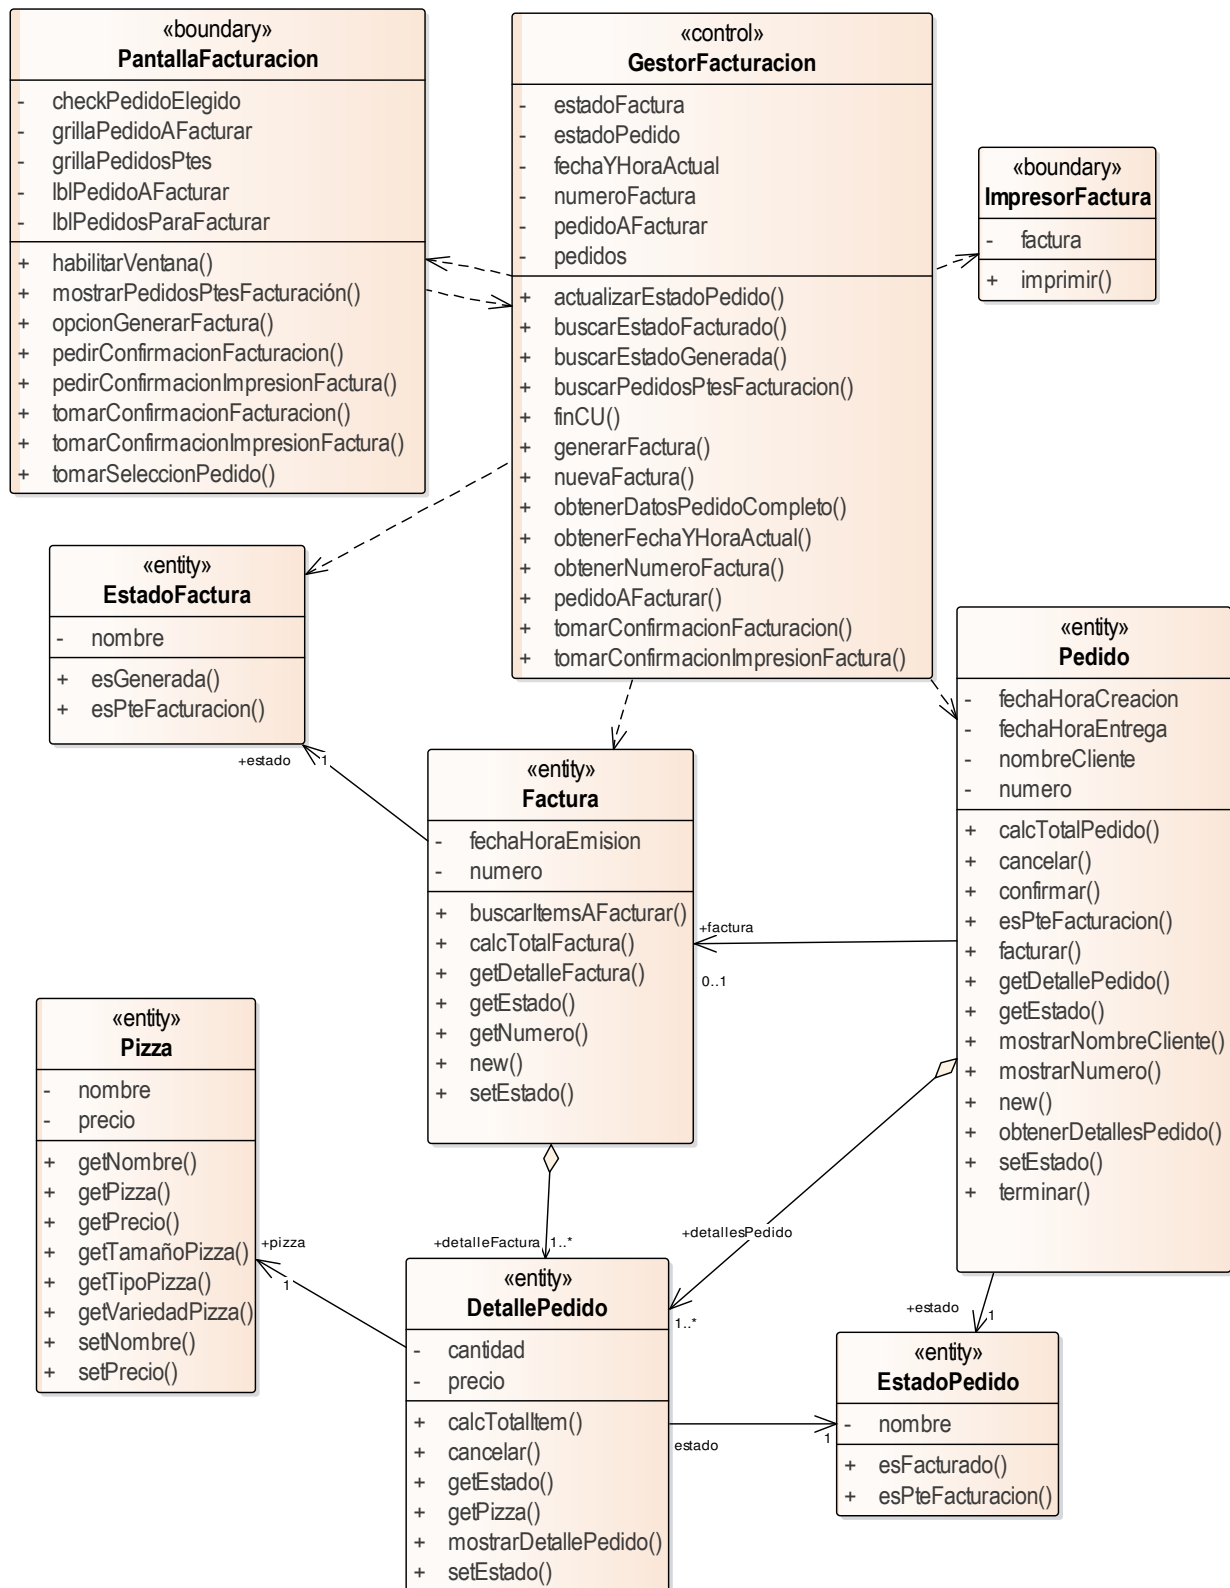 «boundary»
PantallaFacturacion
- checkPedidoElegido
- grillaPedidoAFacturar
- grillaPedidosPtes
- lblPedidoAFacturar
- lblPedidosParaFacturar
+ habilitarVentana()
+ mostrarPedidosPtesFacturación()
+ opcionGenerarFactura()
+ pedirConfirmacionFacturacion()
+ pedirConfirmacionImpresionFactura()
+ tomarConfirmacionFacturacion()
+ tomarConfirmacionImpresionFactura()
+ tomarSeleccionPedido()
«control»
GestorFacturacion
- estadoFactura
- estadoPedido
- fechaYHoraActual
- numeroFactura
- pedidoAFacturar
- pedidos
+ actualizarEstadoPedido()
+ buscarEstadoFacturado()
+ buscarEstadoGenerada()
+ buscarPedidosPtesFacturacion()
+ finCU()
+ generarFactura()
+ nuevaFactura()
+ obtenerDatosPedidoCompleto()
+ obtenerFechaYHoraActual()
+ obtenerNumeroFactura()
+ pedidoAFacturar()
+ tomarConfirmacionFacturacion()
+ tomarConfirmacionImpresionFactura()
«boundary»
ImpresorFactura
- factura
+ imprimir()
«entity»
EstadoFactura
- nombre
+ esGenerada()
+ esPteFacturacion()
+estado
1
«entity»
Factura
- fechaHoraEmision
- numero
+ buscarItemsAFacturar()
+ calcTotalFactura()
+ getDetalleFactura()
+ getEstado()
+ getNumero()
+ new()
+ setEstado()
+factura
0..1
«entity»
Pedido
- fechaHoraCreacion
- fechaHoraEntrega
- nombreCliente
- numero
+ calcTotalPedido()
+ cancelar()
+ confirmar()
+ esPteFacturacion()
+ facturar()
+ getDetallePedido()
+ getEstado()
+ mostrarNombreCliente()
+ mostrarNumero()
+ new()
+ obtenerDetallesPedido()
+ setEstado()
+ terminar()
«entity»
Pizza
- nombre
- precio
+ getNombre()
+ getPizza()
+ getPrecio()
+ getTamañoPizza()
+ getTipoPizza()
+ getVariedadPizza()
+ setNombre()
+ setPrecio()
+pizza
1
+detalleFactura
1..*
+detallesPedido
1..*
«entity»
DetallePedido
- cantidad
- precio
+ calcTotalItem()
+ cancelar()
+ getEstado()
+ getPizza()
+ mostrarDetallePedido()
+ setEstado()
estado
1
+estado
1
«entity»
EstadoPedido
- nombre
+ esFacturado()
+ esPteFacturacion()